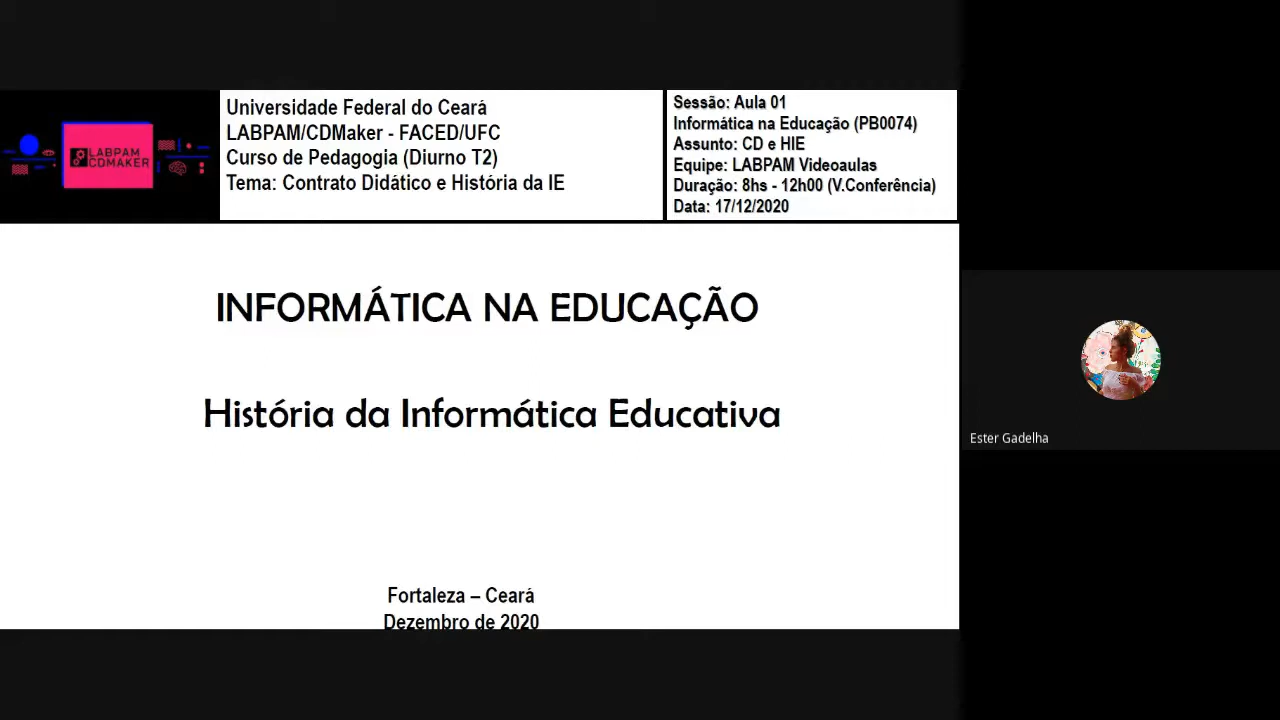 LABPAM
CDMAKER
Universidade Federal do Ceará
LABPAM/CDMaker - FACED/UFC
Curso de Pedagogia (Diurno T2)
Tema: Contrato Didático e História da IE
Sessão: Aula 01
Informática na Educação (PB0074)
Assunto: CD e HIE
Equipe: LABPAM Videoaulas
Duração: 8hs - 12h00 (V.Conferência)
Data: 17/12/2020
INFORMÁTICA NA EDUCAÇÃO
História da Informática Educativa
Ester Gadelha
Fortaleza – Ceará
Dezembro de 2020